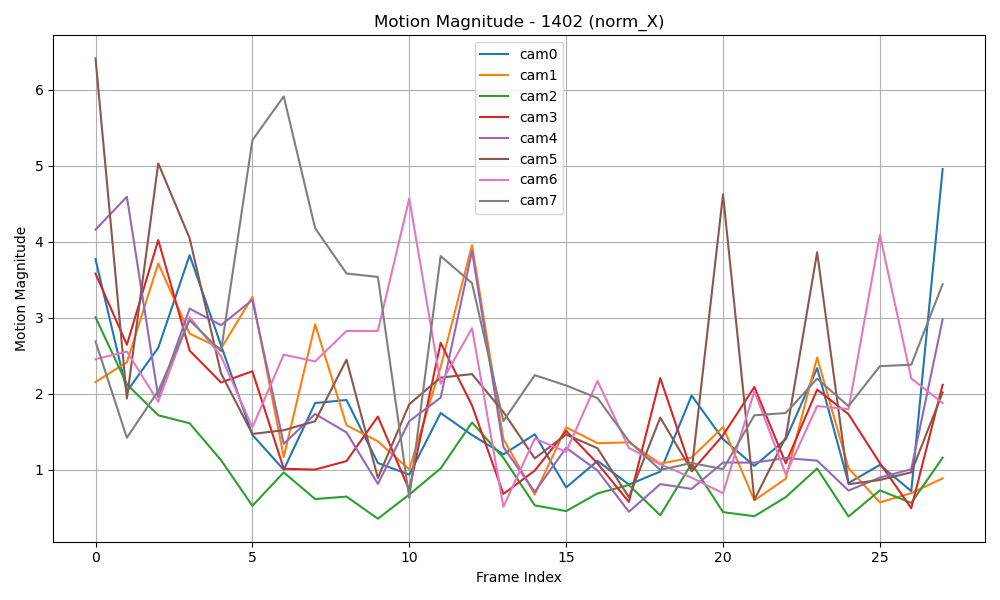 Motion Magnitude - 1402 (norm_X)
cam0
cam1
cam2
cam3
cam4
cam5
cam6
cam7
6
5
4
3
2
1
Motion Magnitude
0 5 10 15 20 25
Frame Index